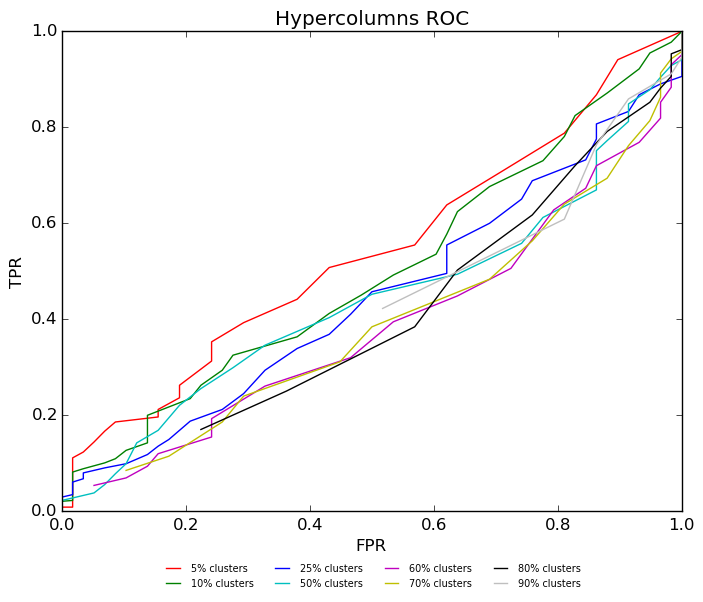 Hypercolumns ROC
1.0
0.8
0.6
0.4
0.2
0.0
TPR
0.0 0.2 0.4 0.6 0.8 1.0
FPR
5% clusters 25% clusters 60% clusters 80% clusters
10% clusters 50% clusters 70% clusters 90% clusters